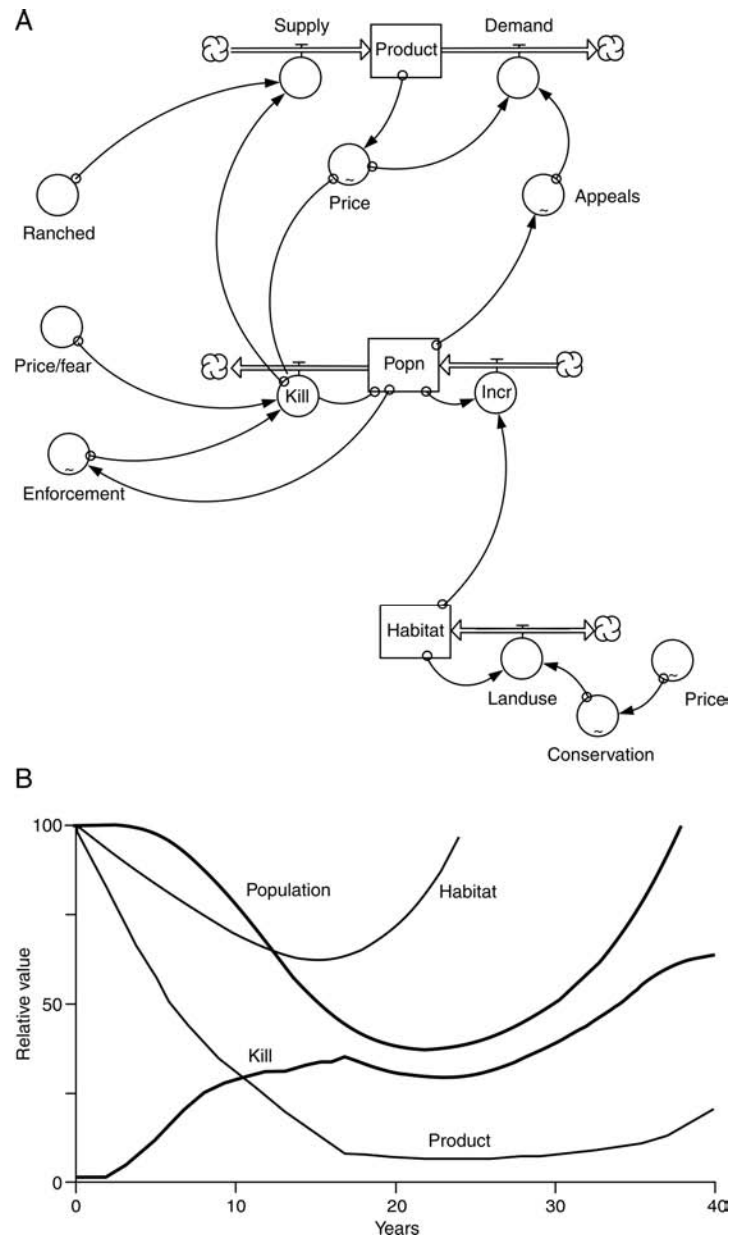 A
Supply
Demand
Product
~
Price
~
Appeals
Ranched
Price/fear
Popn
Kill
Incr
~
Enforcement
Habitat
Landuse
~
Price
~
Conservation
B
100
Population
Habitat
Relative value
50
Kill
Product
0
0
10
20
30
40
Years